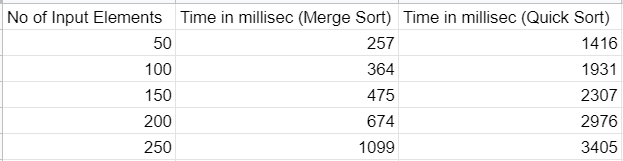 No of Input Elements Time in millisec (Merge Sort) Time in millisec (Quick Sort)
50 257 1416
100 364 1931
150 475 2307
200 674 2976
250 1099 3405